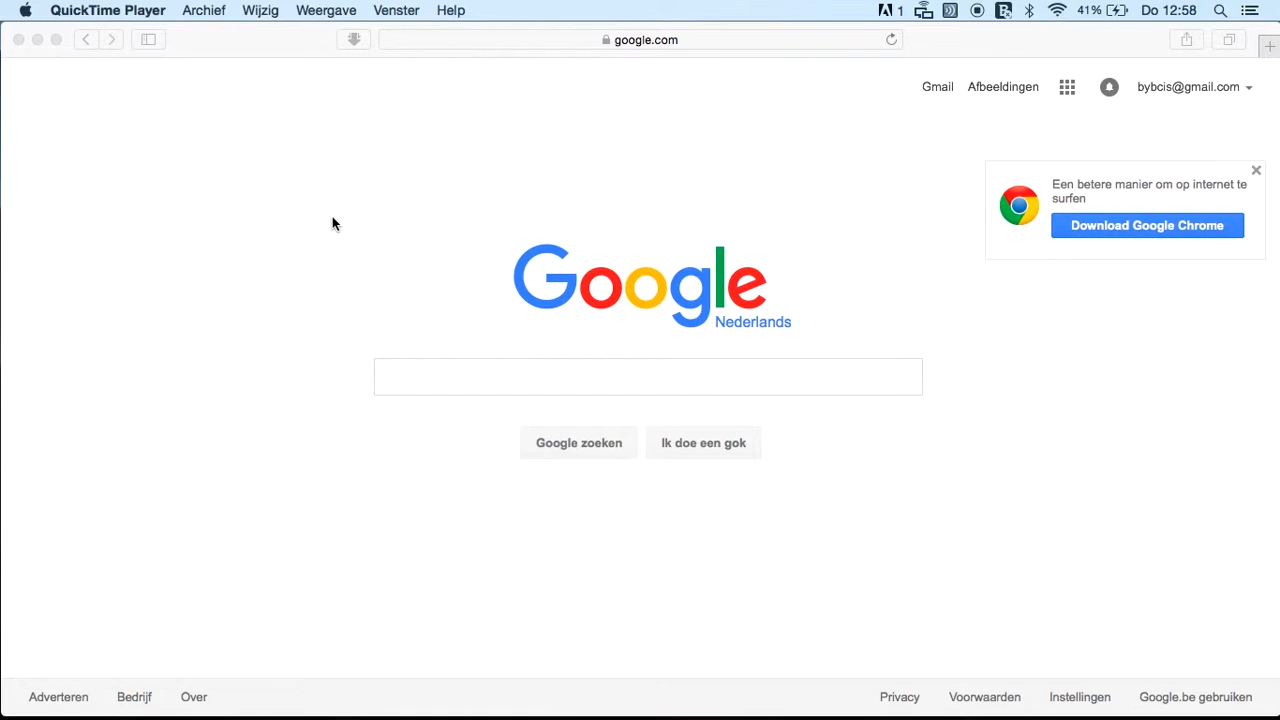 QuickTime Player Archief Wijzig Weergave Venster Help 1 41% Do 12:58
google.com
Gmail Afbeeldingen bybcis@gmail.com
Een betere manier om op internet te
surfen
Download Google Chrome
Google
Nederlands
Google zoeken Ik doe een gok
Adverteren Bedrijf Over Privacy Voorwaarden Instellingen Google.be gebruiken